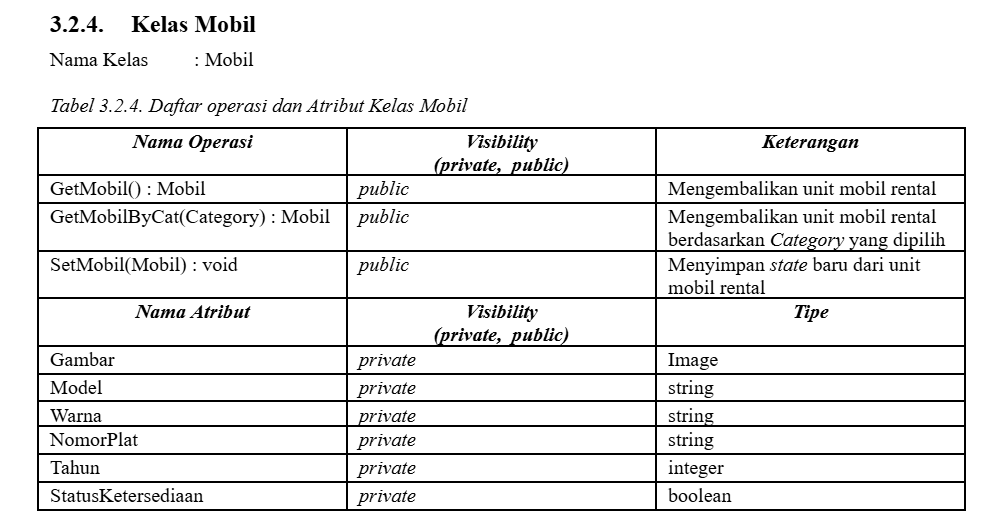 3.2.4. Kelas Mobil
Nama Kelas : Mobil
Tabel 3.2.4. Daftar operasi dan Atribut Kelas Mobil
Nama Operasi Visibility Keterangan
(private, public)
GetMobil() : Mobil public Mengembalikan unit mobil rental
GetMobilByCat(Category) : Mobil public Mengembalikan unit mobil rental
berdasarkan Category yang dipilih
SetMobil(Mobil) : void public Menyimpan state baru dari unit
mobil rental
Nama Atribut Visibility Tipe
(private, public)
Gambar private Image
Model private string
Warna private string
NomorPlat private string
Tahun private integer
StatusKetersediaan private boolean